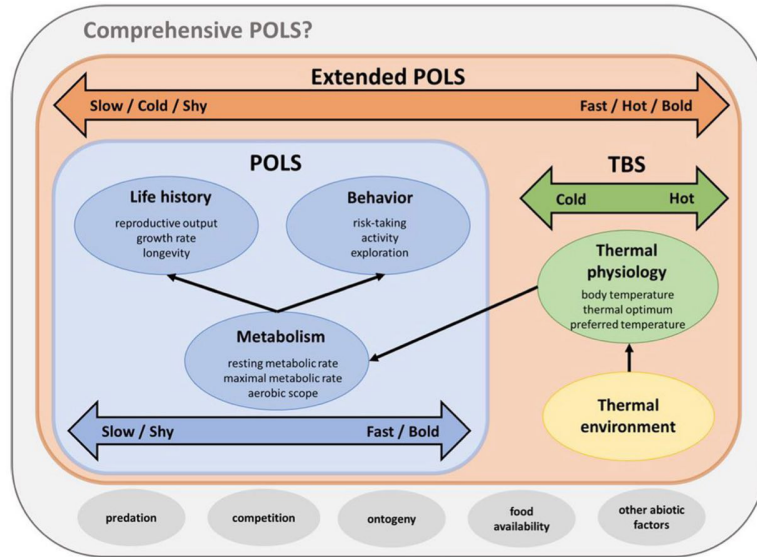 Comprehensive POLS?
Extended POLS
Slow / Cold / Shy
Fast / Hot / Bold
POLS
TBS
Life history
reproductive output
growth rate
longevity
Behavior
risk-taking
activity
exploration
Cold
Hot
Thermal
physiology
body temperature
thermal optimum
preferred temperature
Metabolism
resting metabolic rate
maximal metabolic rate
aerobic scope
Thermal
environment
Slow / Shy
Fast / Bold
predation
competition
ontogeny
food
availability
other abiotic
factors